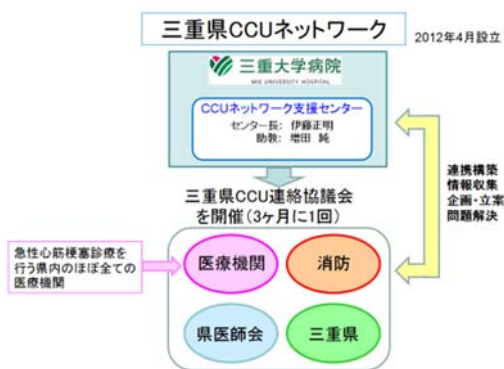 三重県CCUネットワーク
2012年4月設立
三重大学病院
MIE UNIVERSITY HOSPITAL
CCUネットワーク支援センター
センター長: 伊藤正明
助教: 増田 純
連携構築
情報収集
企画・立案
問題解決
三重県CCU連絡協議会
を開催(3ヶ月に1回)
急性心筋梗塞診療を
行う県内のほぼ全ての
医療機関
医療機関
消防
県医師会
三重県